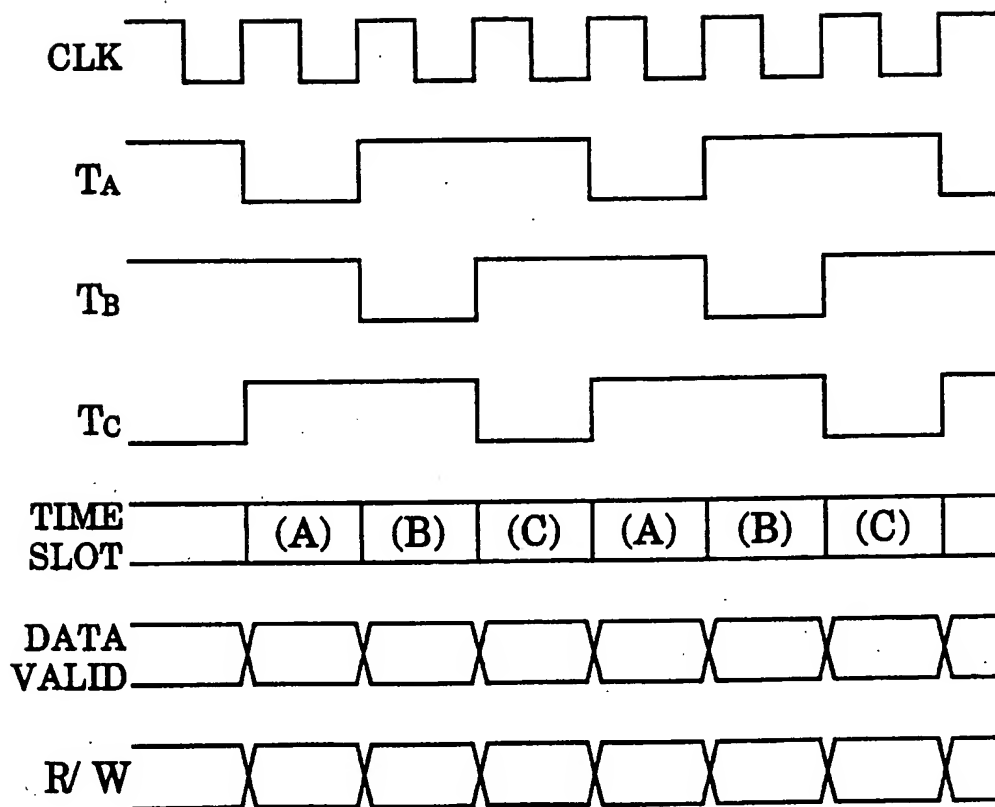 CLK
TA
TB
TC
TIME
SLOT
(A) (B) (C) (A) (B) (C)
DATA
VALID
R/ W